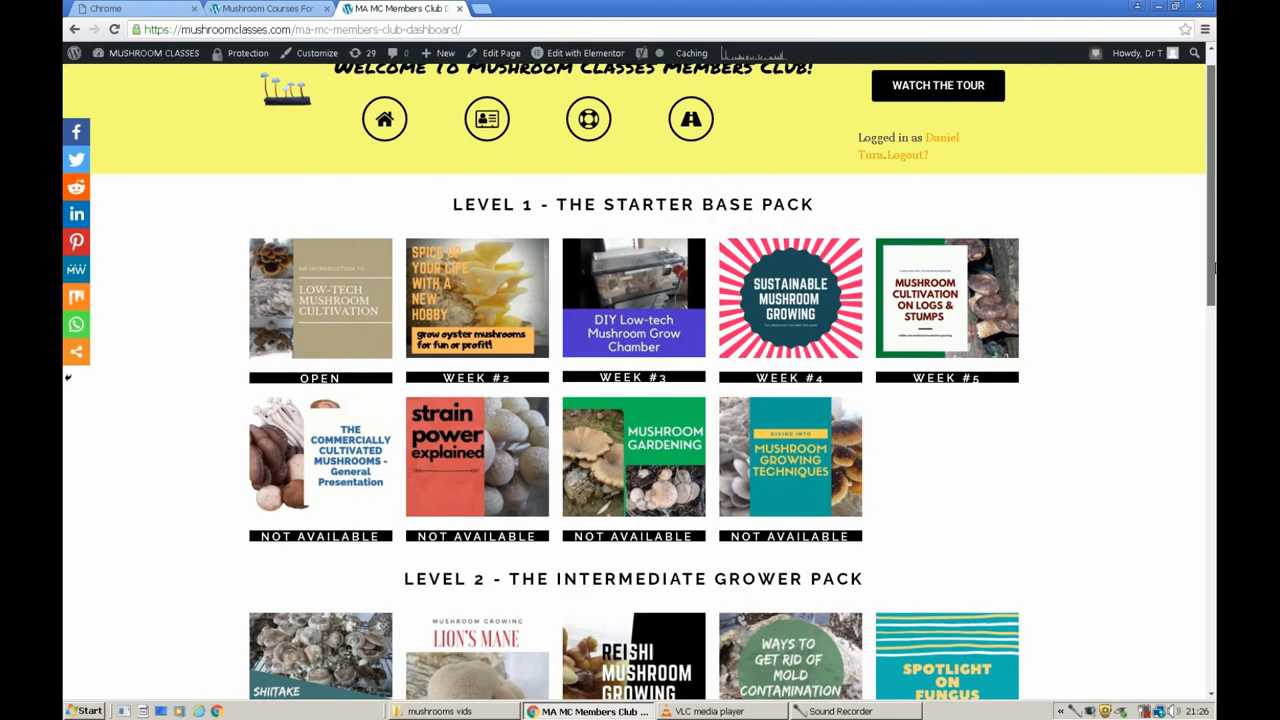 Chrome
Mushroom Courses For
MA MC Members Club D
https://mushroomclasses.com/ma-mc-members-club-dashboard/
MUSHROOM CLASSES
Protection
Customize
29
0
New
Edit Page
Edit with Elementor
Caching
Howdy, Dr T
Welcome To Mushroom Classes Members Club!
WATCH THE TOUR
Logged in as Daniel
Tura.Logout?
LEVEL 1 - THE STARTER BASE PACK
AN INTRODUCTION TO
LOW-TECH
MUSHROOM
CULTIVATION
SPICE UP
YOUR LIFE
WITH A
NEW
HOBBY
grow oyster mushrooms
for fun or profit!
DIY Low-tech
Mushroom Grow
Chamber
SUSTAINABLE
MUSHROOM
GROWING
MUSHROOM
CULTIVATION
ON LOGS &
STUMPS
OPEN
WEEK #2
WEEK #3
WEEK #4
WEEK #5
THE
COMMERCIALLY
CULTIVATED
MUSHROOMS -
General
Presentation
strain
power
explained
MUSHROOM
GARDENING
DIVING INTO
MUSHROOM
GROWING
TECHNIQUES
NOT AVAILABLE
NOT AVAILABLE
NOT AVAILABLE
NOT AVAILABLE
LEVEL 2 - THE INTERMEDIATE GROWER PACK
SHIITAKE
MUSHROOM GROWING
LION'S MANE
REISHI
MUSHROOM
GROWING
WAYS TO
GET RID OF
MOLD
CONTAMINATION
SPOTLIGHT
ON
FUNGUS
Start
mushrooms vids
MA MC Members Club ...
VLC media player
Sound Recorder
21:26